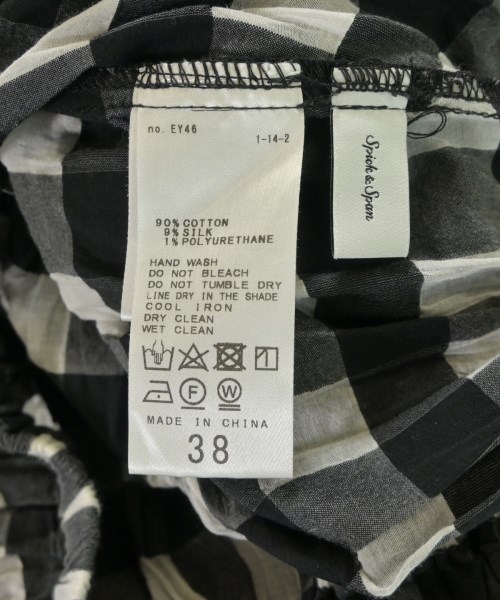 no. EY46
1-14-2
90% COTTON
9% SILK
1% POLYURETHANE
HAND WASH
DO NOT BLEACH
DO NOT TUMBLE DRY
LINE DRY IN THE SHADE
COOL IRON
DRY CLEAN
WET CLEAN
F W
MADE IN CHINA
38
Spick & Span